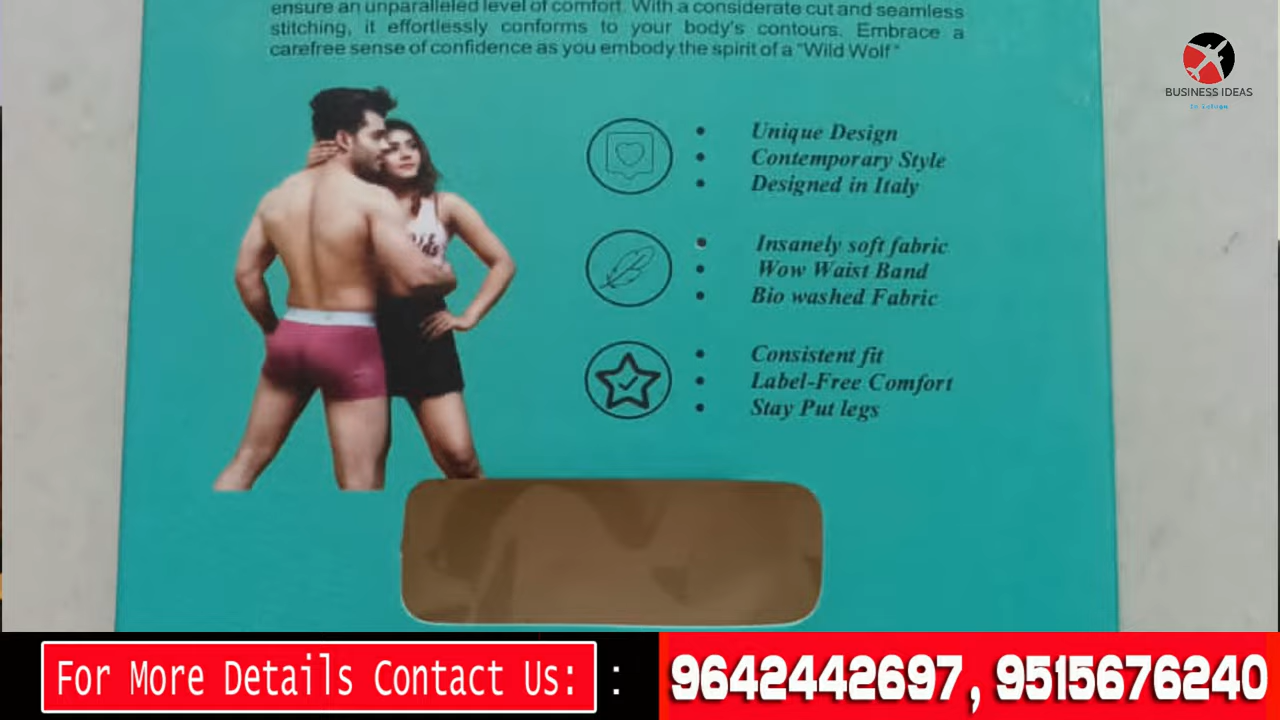 ensure an unparalleled level of comfort. With a considerate cut and seamless
stitching, it effortlessly conforms to your body's contours. Embrace a
carefree sense of confidence as you embody the spirit of a "Wild Wolf"
BUSINESS IDEAS
In Telugu
• Unique Design
• Contemporary Style
• Designed in Italy
• Insanely soft fabric
• Wow Waist Band
• Bio washed Fabric
• Consistent fit
• Label-Free Comfort
• Stay Put legs
For More Details Contact Us: :
9642442697, 9515676240